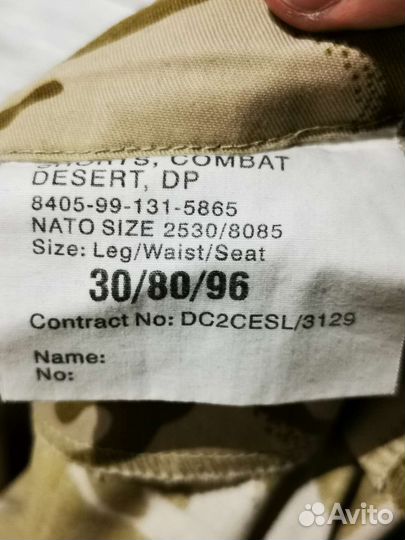 SHORTS, COMBAT
DESERT, DP
8405-99-131-5865
NATO SIZE 2530/8085
Size: Leg/Waist/Seat
30/80/96
Contract No: DC2CESL/3129
Name:
No:
Avito